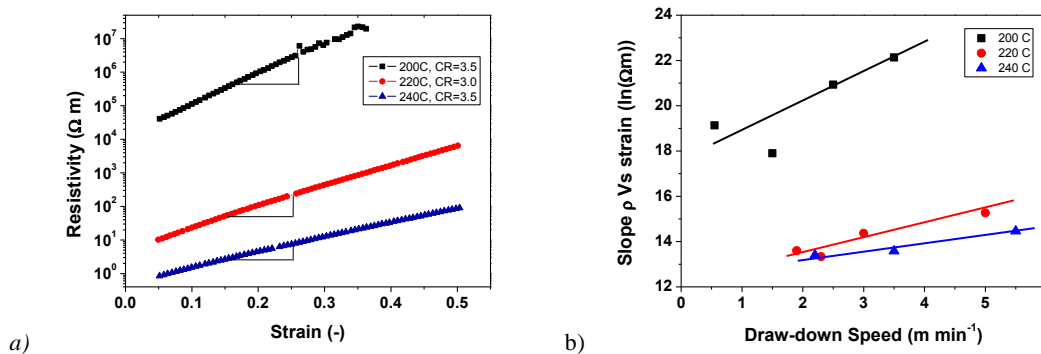 Resistivity (Ω m)
10^7
10^6
10^5
10^4
10^3
10^2
10^1
10^0
200C, CR=3.5
220C, CR=3.0
240C, CR=3.5
0.0 0.1 0.2 0.3 0.4 0.5
Strain (-)
a)
Slope ρ Vs strain (ln(Ωm))
24
22
20
18
16
14
12
200 C
220 C
240 C
0 1 2 3 4 5 6
Draw-down Speed (m min⁻¹)
b)